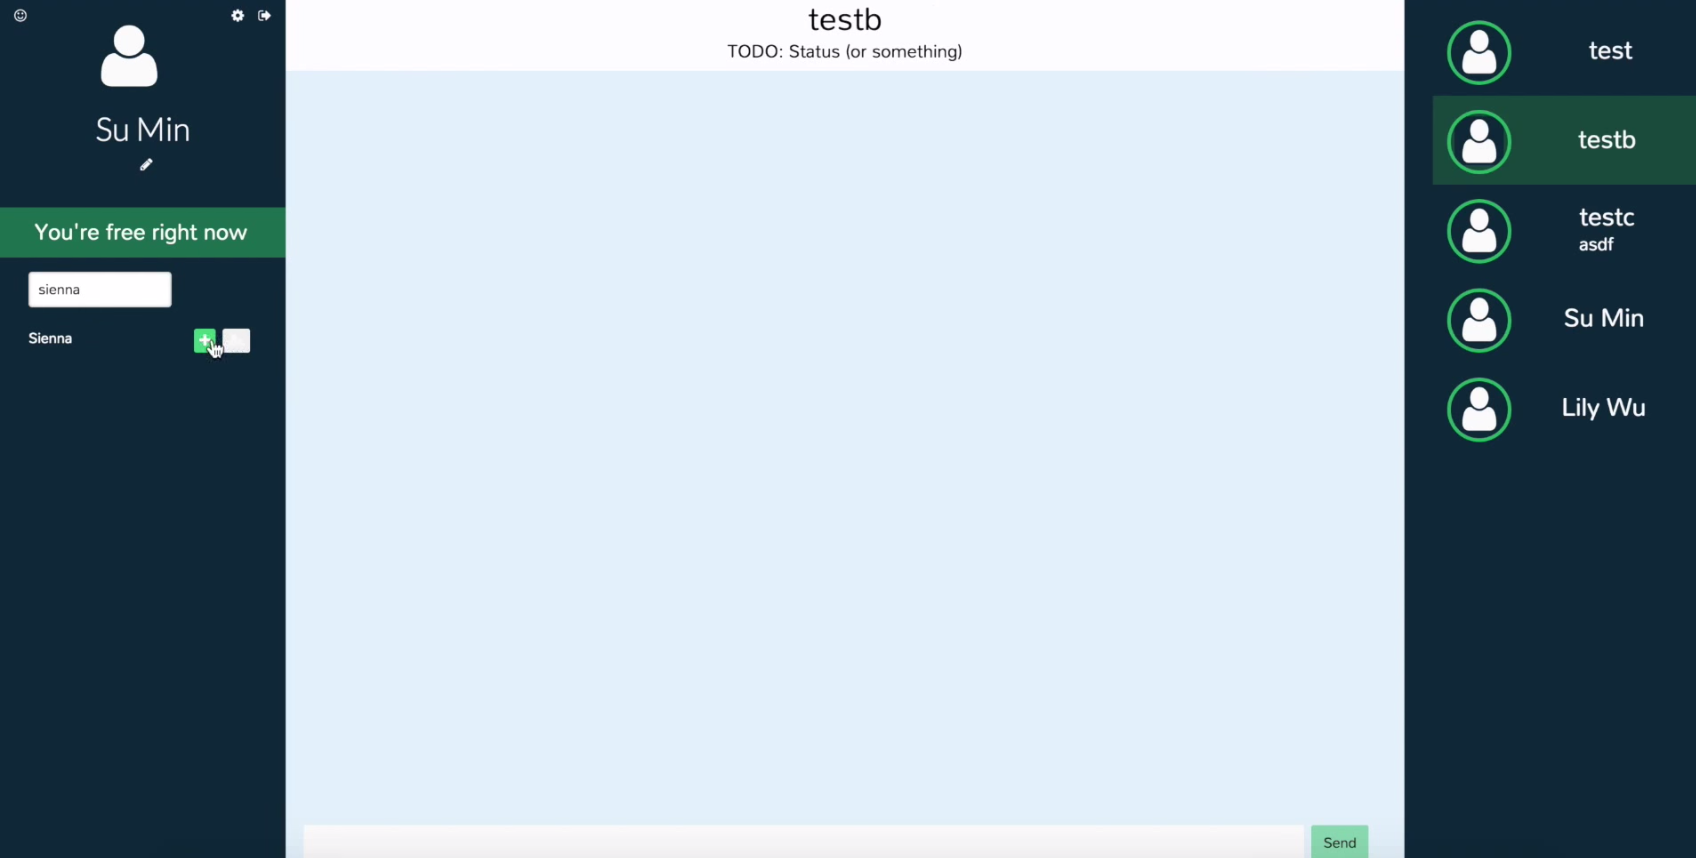 Su Min
You're free right now
sienna
Sienna
testb
TODO: Status (or something)
Send
test
testb
testc
asdf
Su Min
Lily Wu